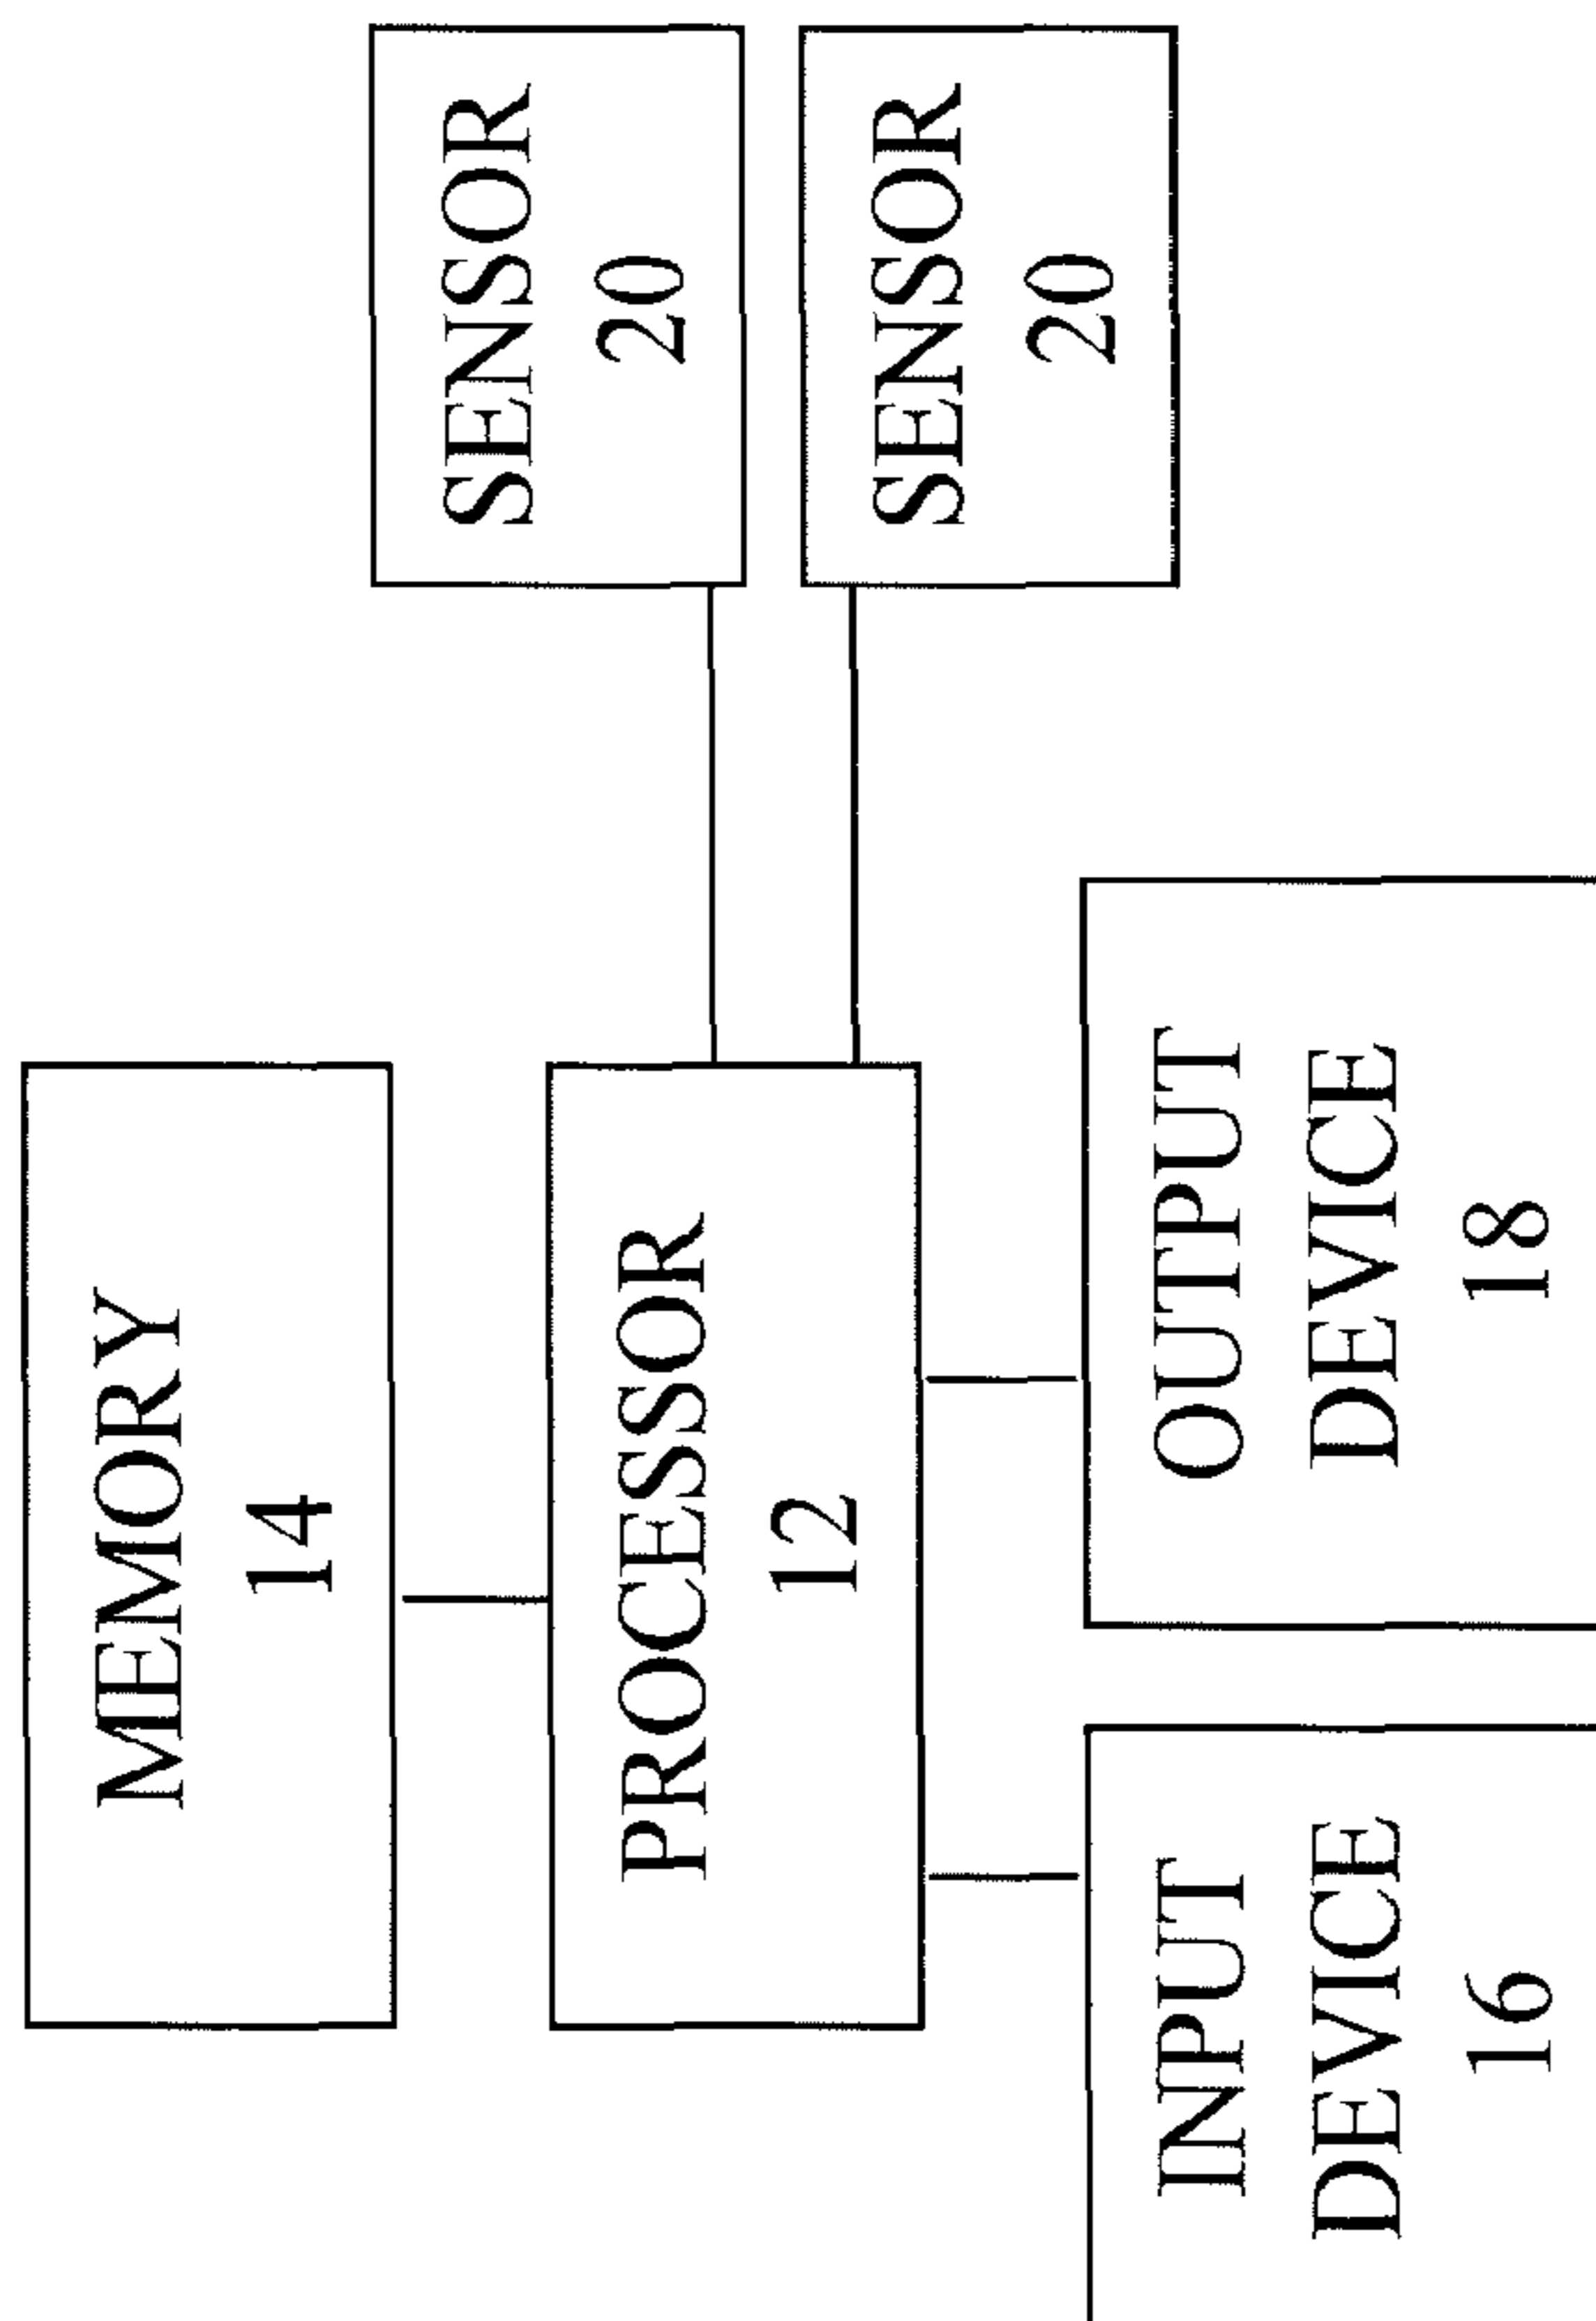 MEMORY
14
PROCESSOR
12
SENSOR
20
SENSOR
20
INPUT
DEVICE
16
OUTPUT
DEVICE
18